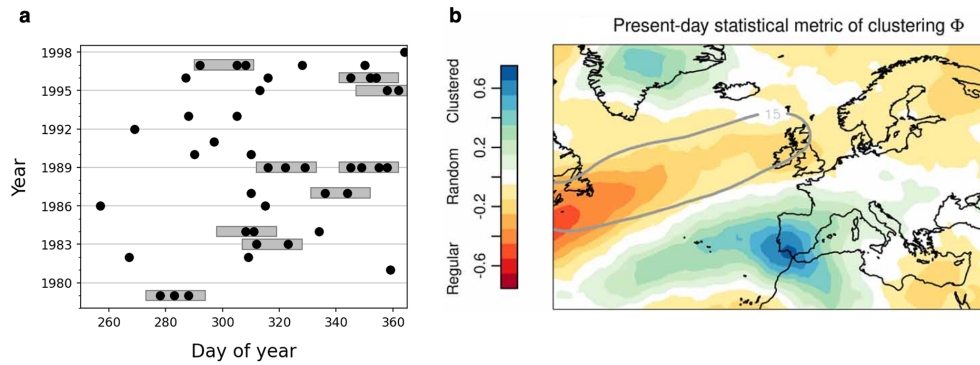 a
1998
1995
1992
1989
1986
1983
1980
Year
260
280
300
320
340
360
Day of year
b
Present-day statistical metric of clustering Φ
Clustered
Random
Regular
0.6
0.2
-0.2
-0.6
15